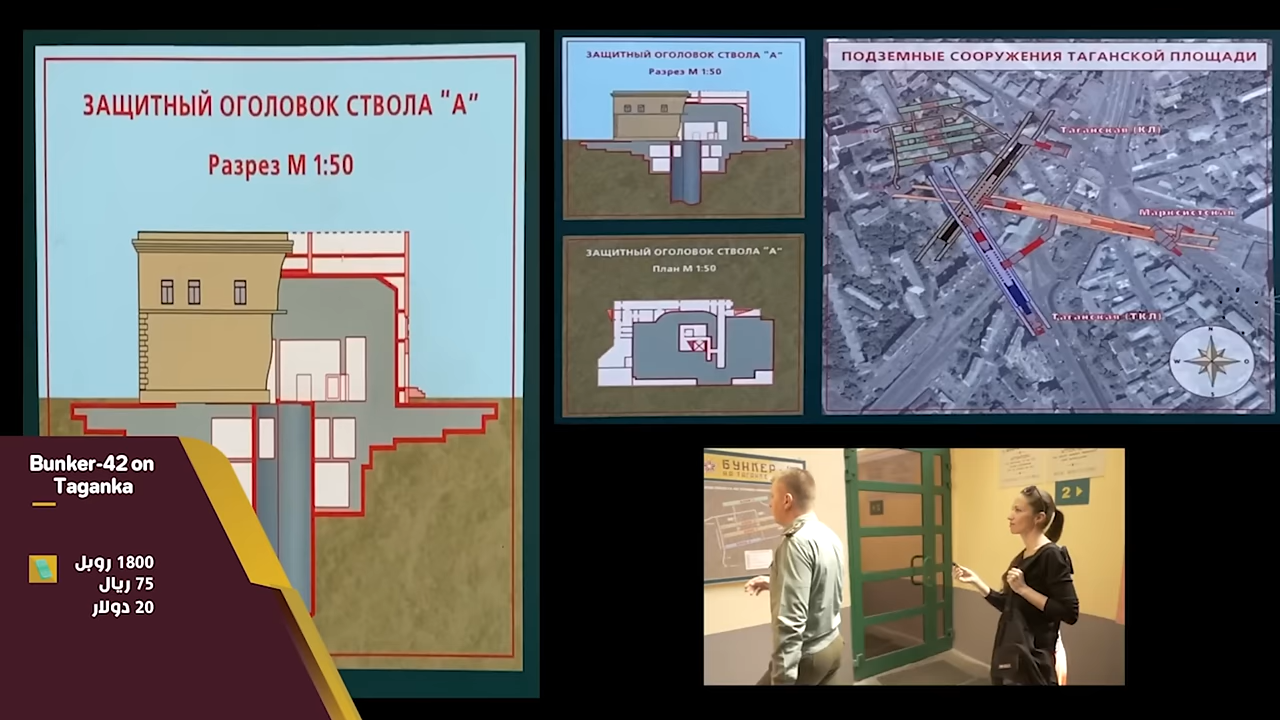 ЗАЩИТНЫЙ ОГОЛОВОК СТВОЛА "А"
Разрез М 1:50
ЗАЩИТНЫЙ ОГОЛОВОК СТВОЛА "А"
Разрез М 1:50
ЗАЩИТНЫЙ ОГОЛОВОК СТВОЛА "А"
План М 1:50
ПОДЗЕМНЫЕ СООРУЖЕНИЯ ТАГАНСКОЙ ПЛОЩАДИ
Таганская (КЛ)
Марксистская
Таганская (ТКЛ)
N
W
O
S
Bunker-42 on
Taganka
1800 روبل
75 ريال
20 دولار
БУНКЕР
НА ТАГАНКЕ
2